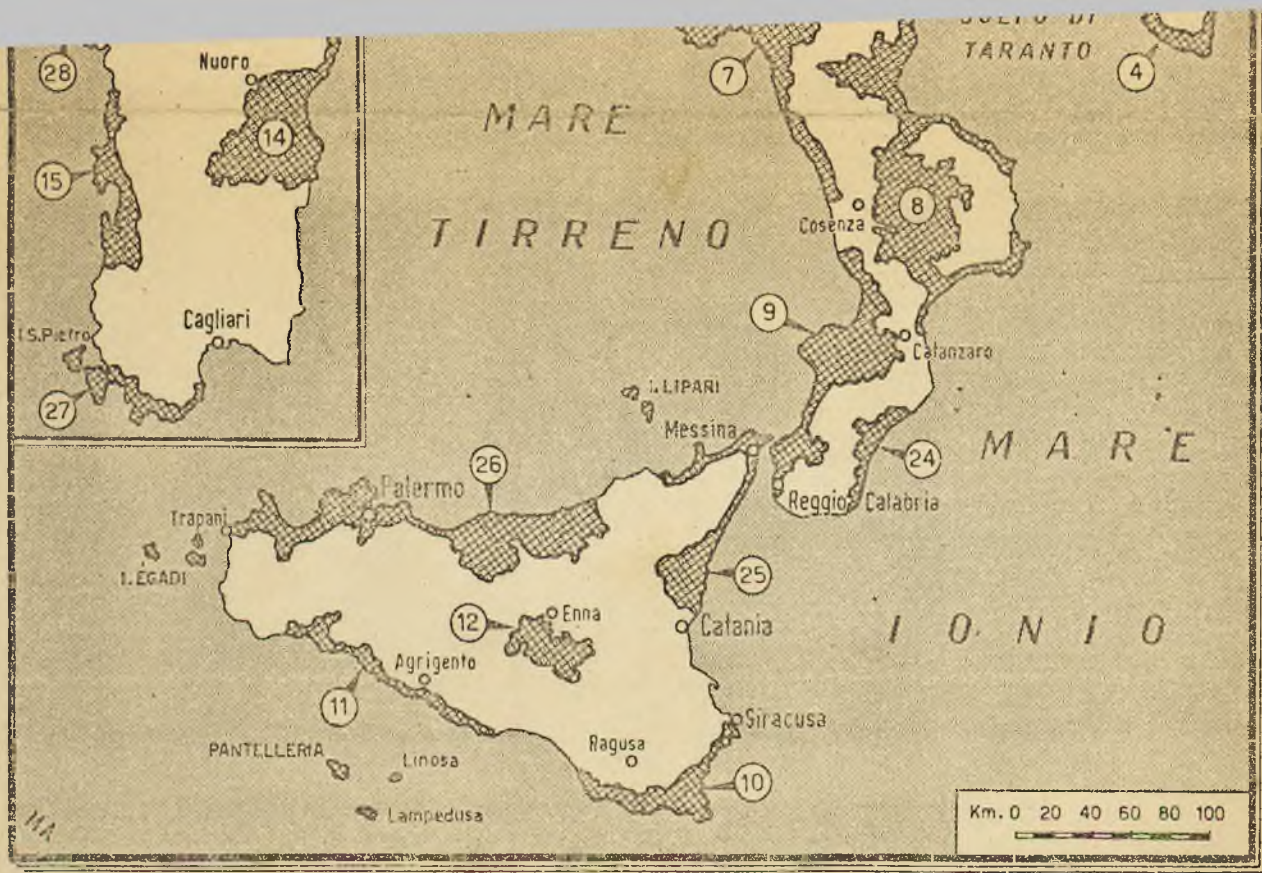 GOLFO DI
TARANTO
4
7
28
Nuoro
14
15
MARE
TIRRENO
Cosenza
8
9
Catanzaro
I.S.Pietro
Cagliari
27
I. LIPARI
Messina
MARE
24
Reggio Calabria
26
Palermo
Trapani
I. EGADI
25
12
Enna
Catania
IONIO
Agrigento
11
Siracusa
PANTELLERIA
Linosa
Ragusa
10
Lampedusa
Km. 0 20 40 60 80 100
MA